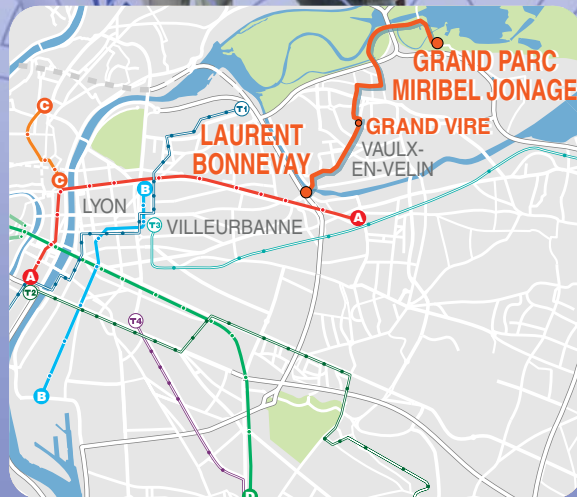 GRAND PARC
MIRIBEL JONAGE
C
T1
LAURENT
BONNEVAY
GRAND VIRE
VAULX-
EN-VELIN
C
B
LYON
T3
VILLEURBANNE
A
A
T2
T4
B
D